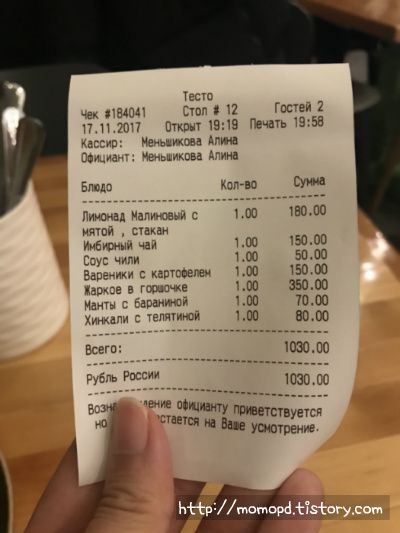 Тесто
Чек #184041 Стол # 12 Гостей 2
17.11.2017 Открыт 19:19 Печать 19:58
Кассир: Меньшикова Алина
Официант: Меньшикова Алина
Блюдо Кол-во Сумма
Лимонад Малиновый с 1.00 180.00
мятой , стакан
Имбирный чай 1.00 150.00
Соус чили 1.00 50.00
Вареники с картофелем 1.00 150.00
Жаркое в горшочке 1.00 350.00
Манты с бараниной 1.00 70.00
Хинкали с телятиной 1.00 80.00
Всего: 1030.00
Рубль России 1030.00
официанту приветствуется
но на Ваше усмотрение.
http://momopd.tistory.com